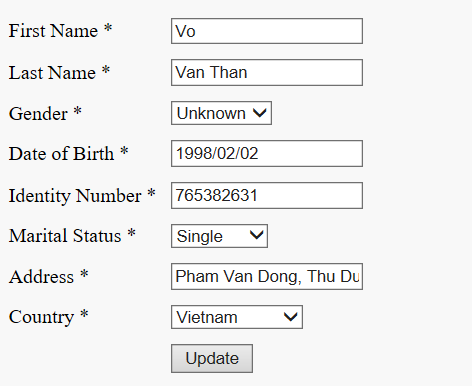 First Name * Vo
Last Name * Van Than
Gender * Unknown
Date of Birth * 1998/02/02
Identity Number * 765382631
Marital Status * Single
Address * Pham Van Dong, Thu Du
Country * Vietnam
Update